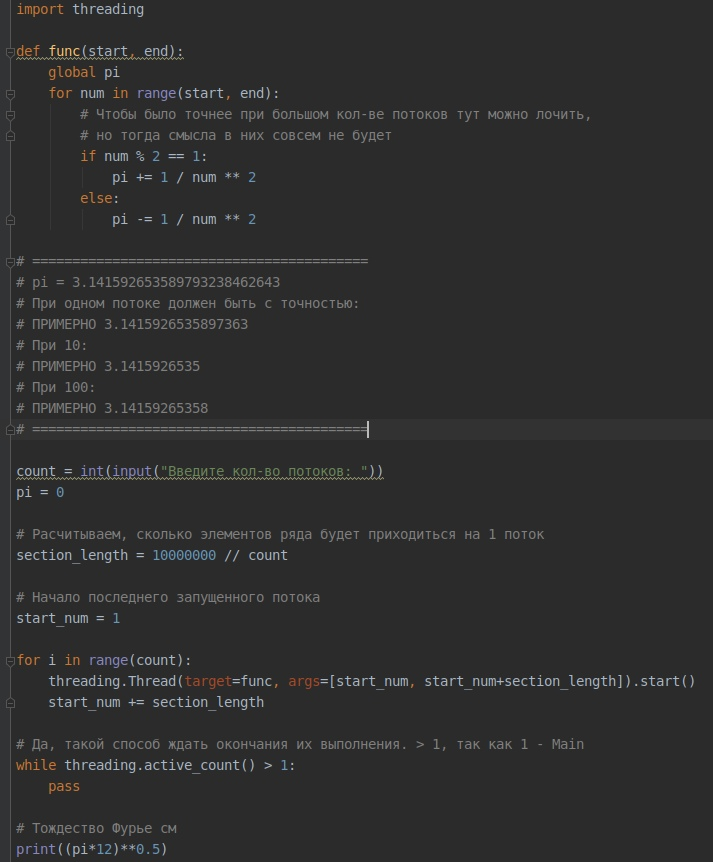 import threading
def func(start, end):
    global pi
    for num in range(start, end):
        # Чтобы было точнее при большом кол-ве потоков тут можно лочить,
        # но тогда смысла в них совсем не будет
        if num % 2 == 1:
            pi += 1 / num ** 2
        else:
            pi -= 1 / num ** 2
# ==========================================
# pi = 3.141592653589793238462643
# При одном потоке должен быть с точностью:
# ПРИМЕРНО 3.1415926535897363
# При 10:
# ПРИМЕРНО 3.1415926535
# При 100:
# ПРИМЕРНО 3.14159265358
# ==========================================
count = int(input("Введите кол-во потоков: "))
pi = 0
# Расчитываем, сколько элементов ряда будет приходиться на 1 поток
section_length = 10000000 // count
# Начало последнего запущенного потока
start_num = 1
for i in range(count):
    threading.Thread(target=func, args=[start_num, start_num+section_length]).start()
    start_num += section_length
# Да, такой способ ждать окончания их выполнения. > 1, так как 1 - Main
while threading.active_count() > 1:
    pass
# Тождество Фурье см
print((pi*12)**0.5)